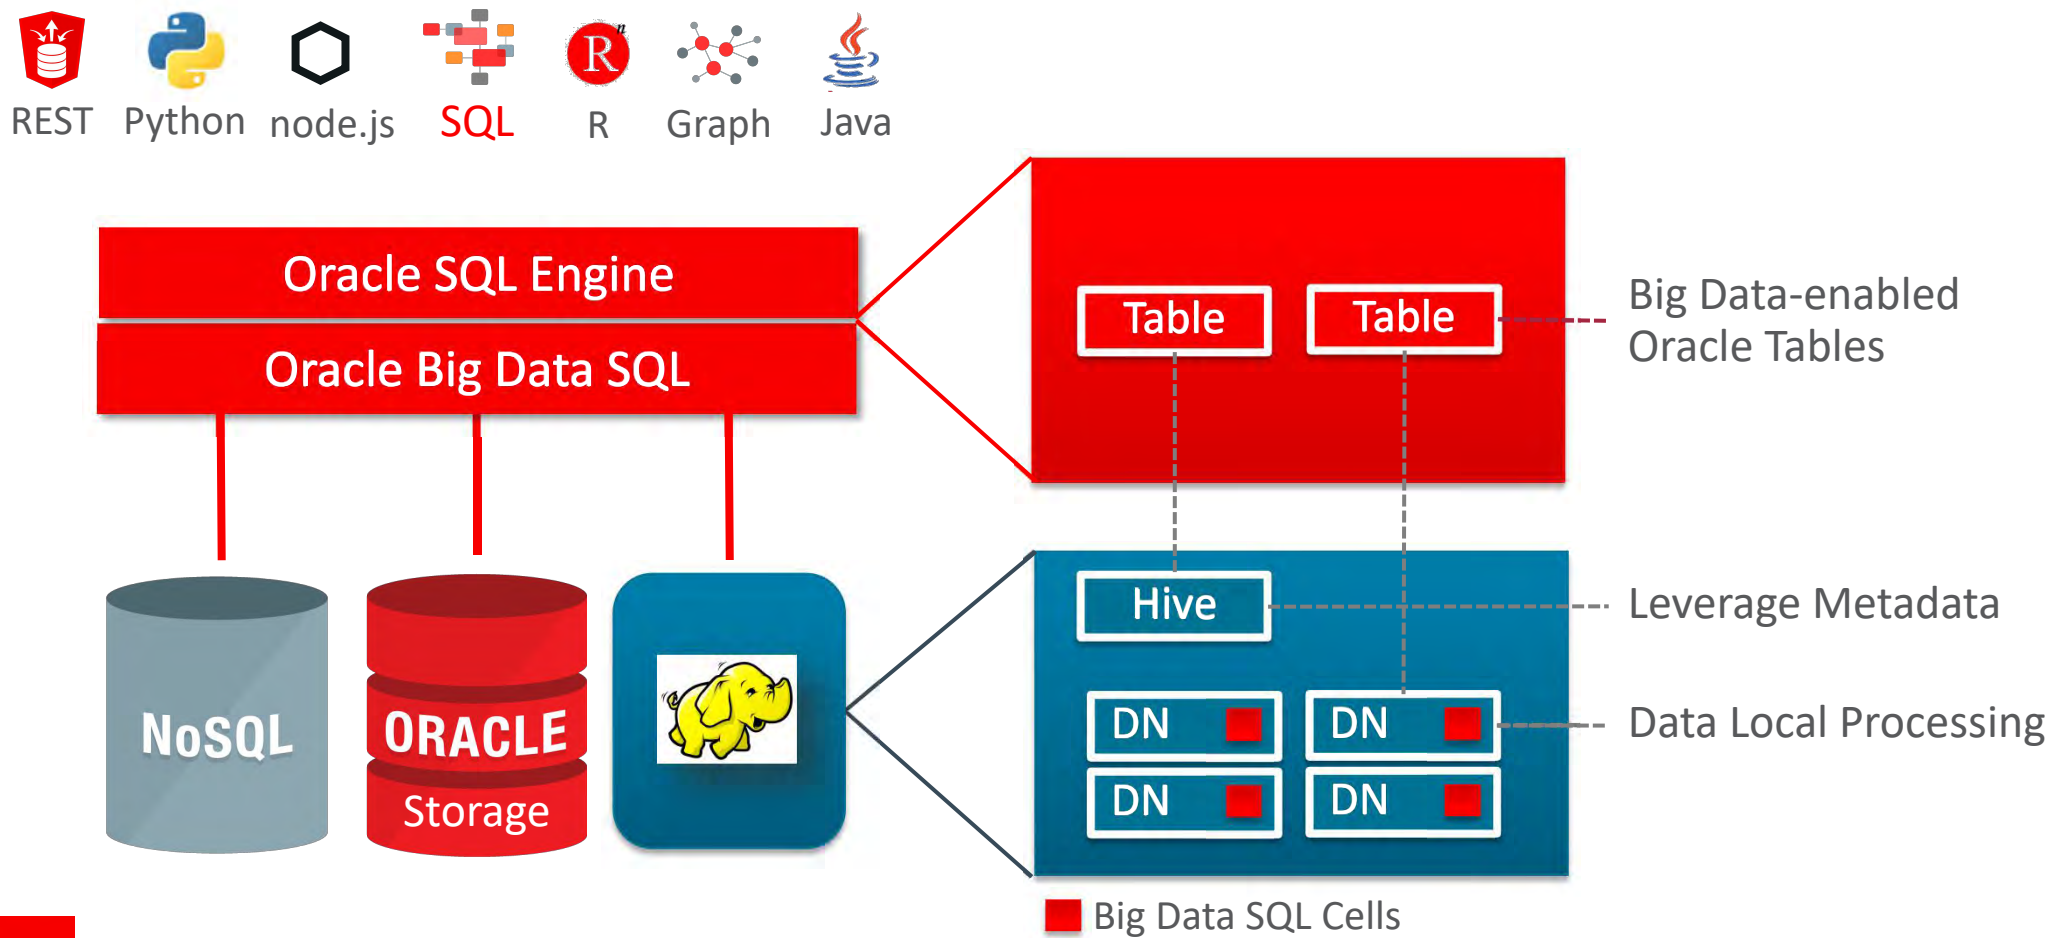 REST
Python
node.js
SQL
R
n
R
Graph
Java
Oracle SQL Engine
Oracle Big Data SQL
Table
Table
Big Data-enabled
Oracle Tables
Hive
Leverage Metadata
NoSQL
ORACLE
Storage
DN
DN
Data Local Processing
DN
DN
Big Data SQL Cells